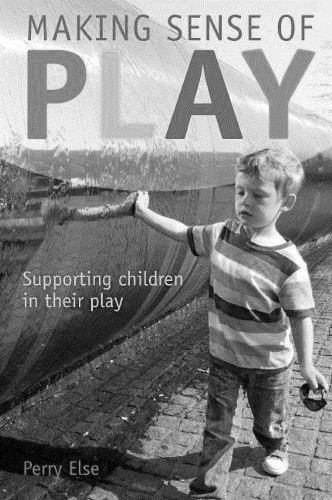 MAKING SENSE OF
PLAY
Supporting children
in their play
Perry Else